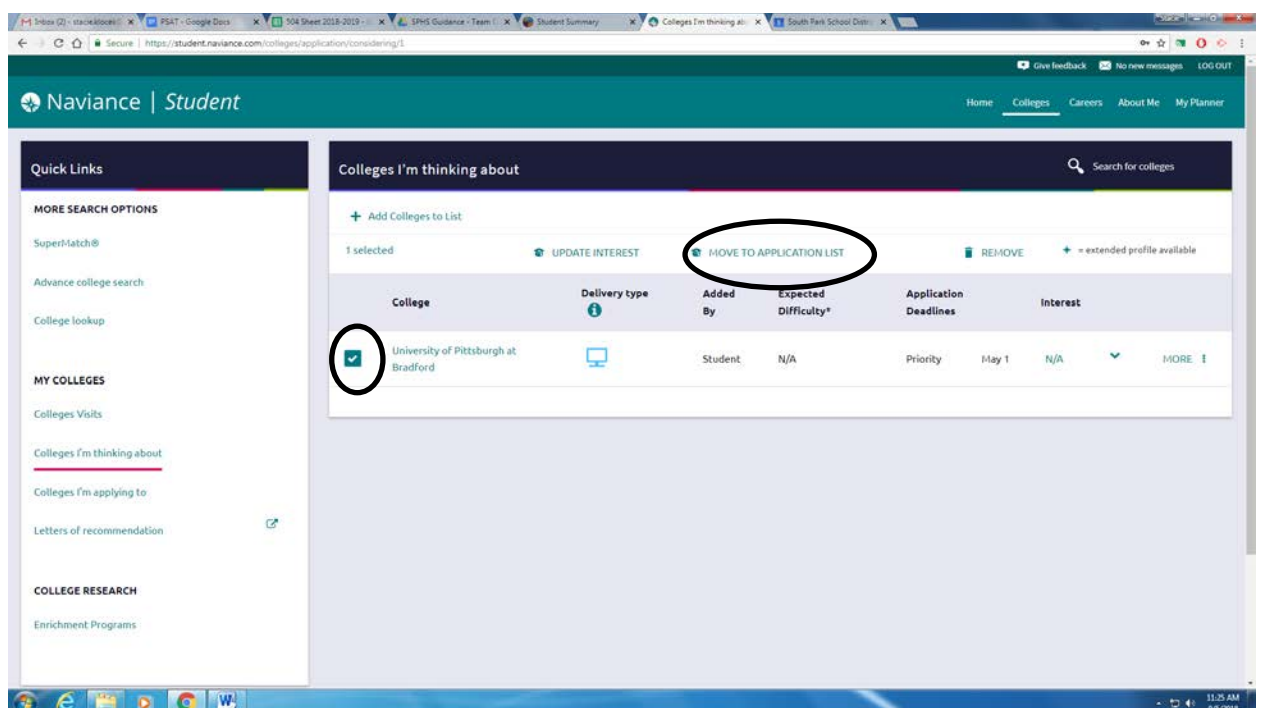 Inbox (2) -
PSAT - Google Docs
504 Sheet 2018-2019 -
SPHS Guidance - Team
Student Summary
Colleges I'm thinking ab
South Park School Distri
Secure | https://student.naviance.com/colleges/application/considering/1
Give feedback No new messages LOG OUT
Naviance | Student
Home Colleges Careers About Me My Planner
Quick Links
MORE SEARCH OPTIONS
SuperMatch®
Advance college search
College lookup
MY COLLEGES
Colleges Visits
Colleges I'm thinking about
Colleges I'm applying to
Letters of recommendation
COLLEGE RESEARCH
Enrichment Programs
Colleges I'm thinking about
Search for colleges
+ Add Colleges to List
1 selected UPDATE INTEREST MOVE TO APPLICATION LIST REMOVE + = extended profile available
College Delivery type Added By Expected Difficulty* Application Deadlines Interest
University of Pittsburgh at Bradford Student N/A Priority May 1 N/A MORE
11:25 AM